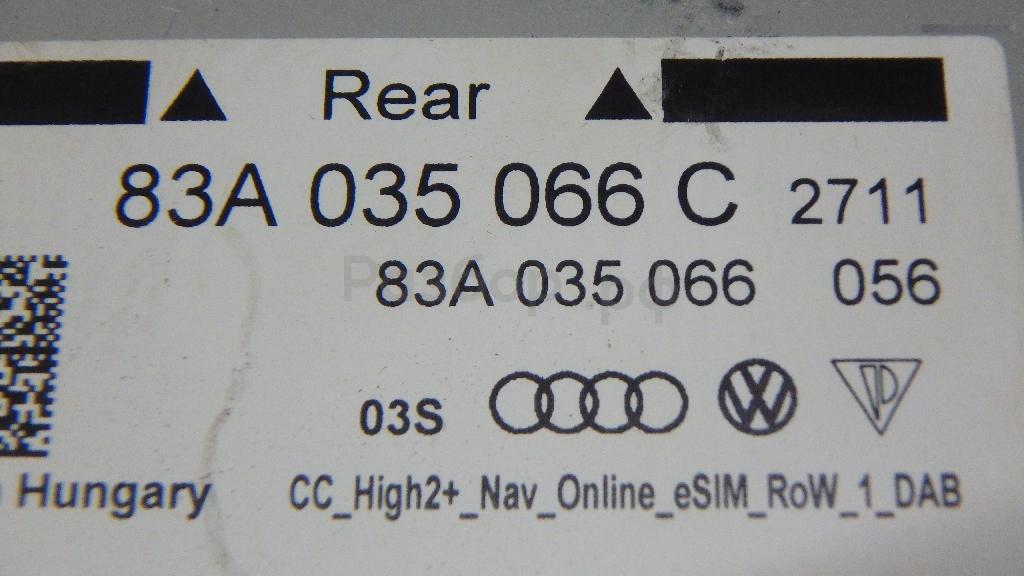 Rear
83A 035 066 C 2711
83A 035 066 056
03S
Hungary
CC_High2+_Nav_Online_eSIM_RoW_1_DAB